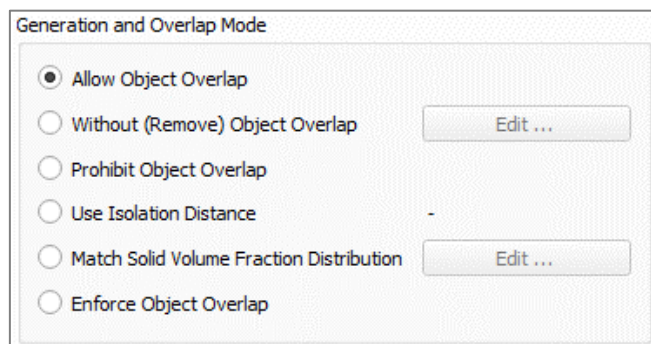 Generation and Overlap Mode
Allow Object Overlap
Without (Remove) Object Overlap Edit ...
Prohibit Object Overlap
Use Isolation Distance -
Match Solid Volume Fraction Distribution Edit ...
Enforce Object Overlap